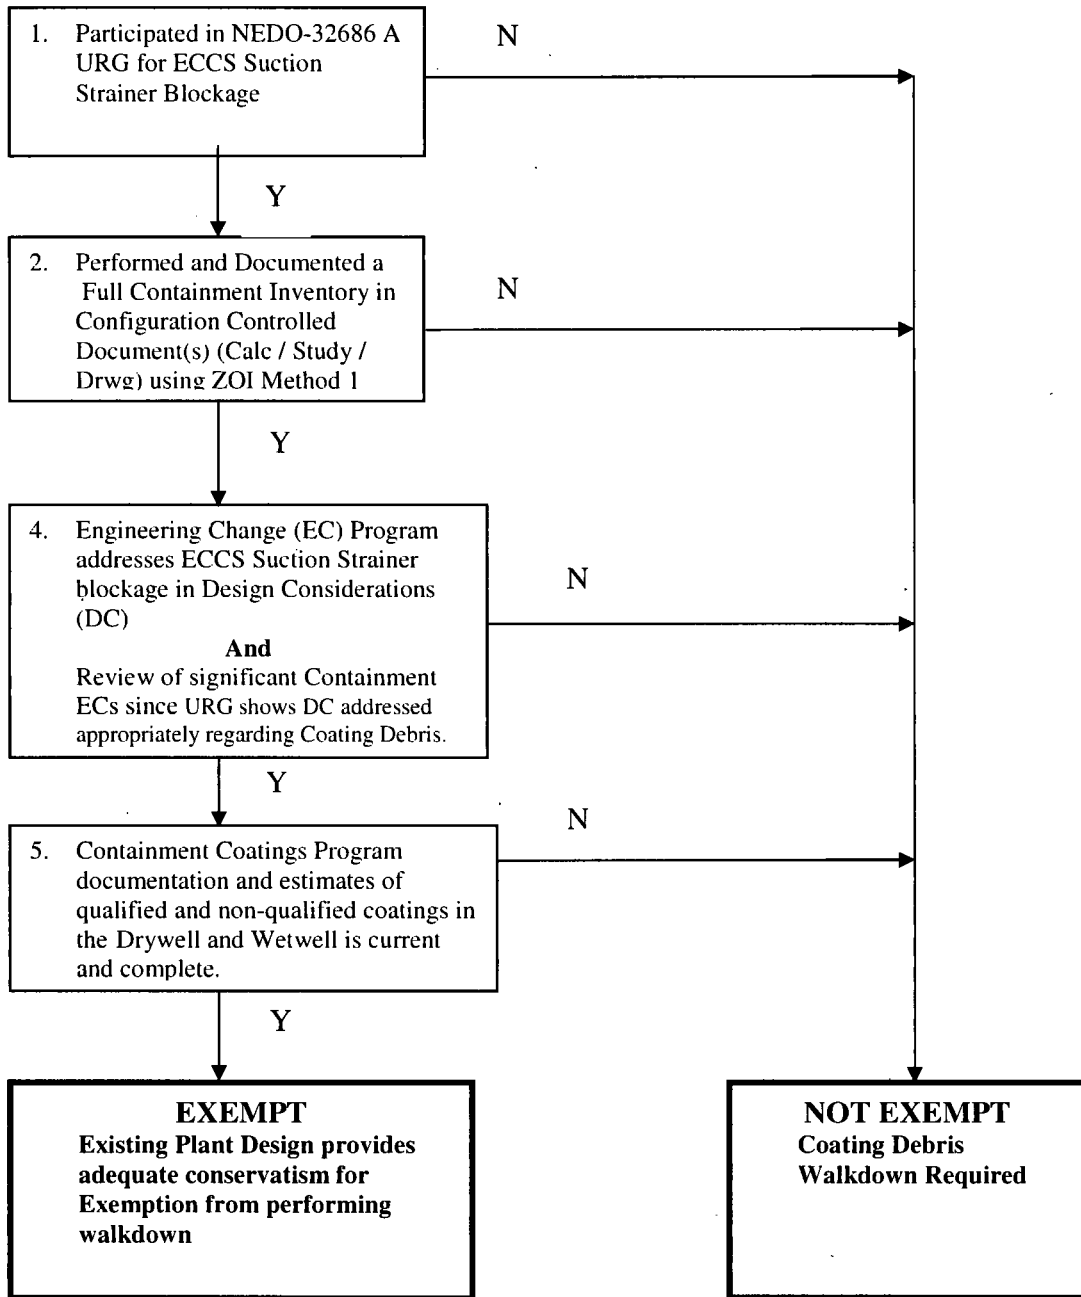 1. Participated in NEDO-32686 A
URG for ECCS Suction
Strainer Blockage
N
Y
2. Performed and Documented a
Full Containment Inventory in
Configuration Controlled
Document(s) (Calc / Study /
Drwg) using ZOI Method 1
N
Y
4. Engineering Change (EC) Program
addresses ECCS Suction Strainer
blockage in Design Considerations
(DC)
And
Review of significant Containment
ECs since URG shows DC addressed
appropriately regarding Coating Debris.
N
Y
5. Containment Coatings Program
documentation and estimates of
qualified and non-qualified coatings in
the Drywell and Wetwell is current
and complete.
N
Y
EXEMPT
Existing Plant Design provides
adequate conservatism for
Exemption from performing
walkdown
NOT EXEMPT
Coating Debris
Walkdown Required